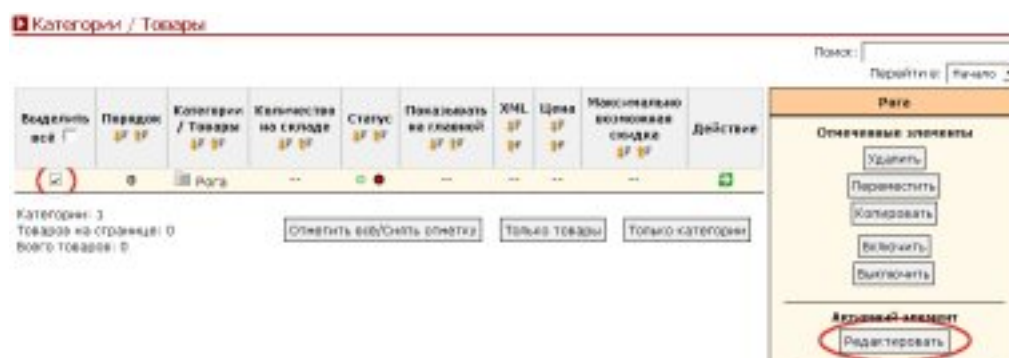 Категории / Товары
Поиск:
Перейти в: Начало
Выделить всё
Порядок
Категории / Товары
Количество на складе
Статус
Показывать на главной
XML
Цена
Максимально возможная скидка
Действие
0
Рога
--
--
--
--
--
Категории: 1
Товаров на странице: 0
Всего товаров: 0
Отметить всё/Снять отметку
Только товары
Только категории
Рога
Отмеченные элементы
Удалить
Переместить
Копировать
Включить
Выключить
Активный элемент
Редактировать